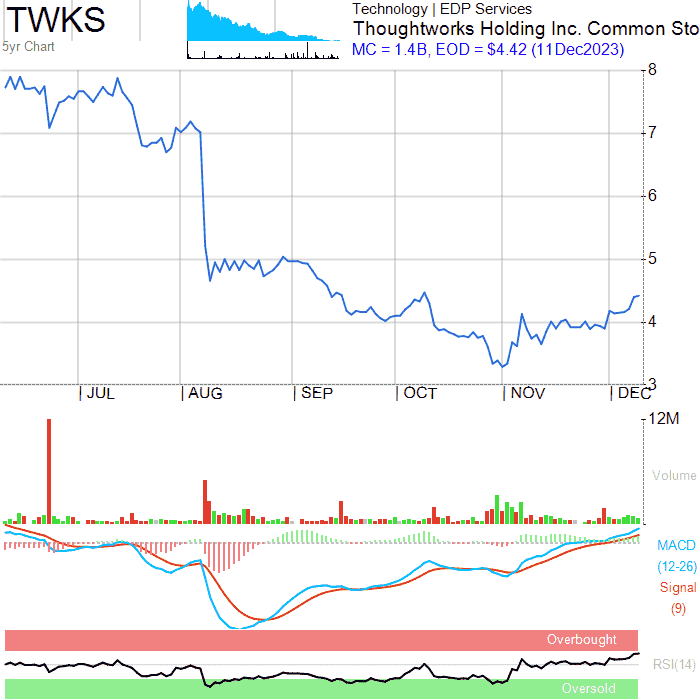 TWKS
5yr Chart
Technology | EDP Services
Thoughtworks Holding Inc. Common Sto
MC = 1.4B, EOD = $4.42 (11Dec2023)
8
7
6
5
4
3
JUL AUG SEP OCT NOV DEC
12M
Volume
MACD
(12-26)
Signal
(9)
Overbought
RSI(14)
Oversold